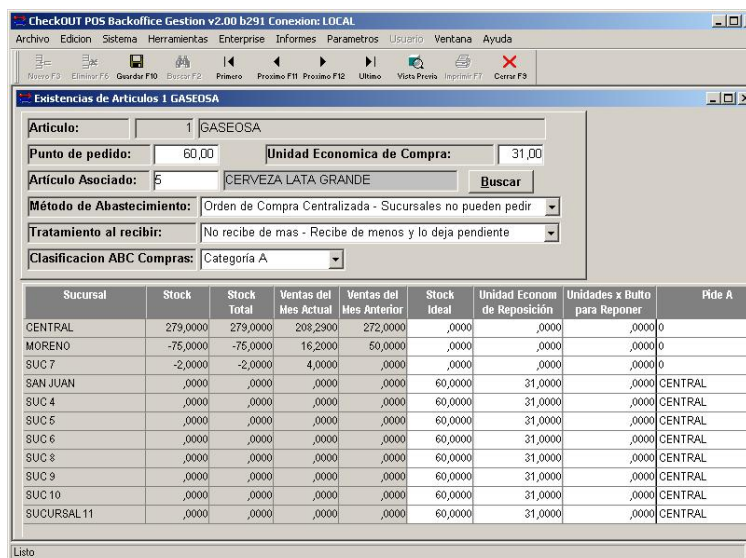 CheckOUT POS Backoffice Gestion v2.00 b291 Conexion: LOCAL
Archivo Edicion Sistema Herramientas Enterprise Informes Parametros Usuario Ventana Ayuda
Nuevo F3 Eliminar F6 Guardar F10 Buscar F2 Primero Proximo F11 Proximo F12 Ultimo Vista Previa Imprimir F7 Cerrar F9
Existencias de Articulos 1 GASEOSA
Articulo: 1 GASEOSA
Punto de pedido: 60,00 Unidad Economica de Compra: 31,00
Artículo Asociado: 5 CERVEZA LATA GRANDE Buscar
Método de Abastecimiento: Orden de Compra Centralizada - Sucursales no pueden pedir
Tratamiento al recibir: No recibe de mas - Recibe de menos y lo deja pendiente
Clasificacion ABC Compras: Categoría A
Sucursal Stock Stock Ventas del Ventas del Stock Unidad Econom Unidades x Bulto Pide A
Total Mes Actual Mes Anterior Ideal de Reposición para Reponer
CENTRAL 279,0000 279,0000 208,2900 272,0000 ,0000 ,0000 ,0000 0
MORENO -75,0000 -75,0000 16,2000 50,0000 ,0000 ,0000 ,0000 0
SUC 7 -2,0000 -2,0000 4,0000 ,0000 ,0000 ,0000 ,0000 0
SAN JUAN ,0000 ,0000 ,0000 ,0000 60,0000 31,0000 ,0000 CENTRAL
SUC 4 ,0000 ,0000 ,0000 ,0000 60,0000 31,0000 ,0000 CENTRAL
SUC 5 ,0000 ,0000 ,0000 ,0000 60,0000 31,0000 ,0000 CENTRAL
SUC 6 ,0000 ,0000 ,0000 ,0000 60,0000 31,0000 ,0000 CENTRAL
SUC 8 ,0000 ,0000 ,0000 ,0000 60,0000 31,0000 ,0000 CENTRAL
SUC 9 ,0000 ,0000 ,0000 ,0000 60,0000 31,0000 ,0000 CENTRAL
SUC 10 ,0000 ,0000 ,0000 ,0000 60,0000 31,0000 ,0000 CENTRAL
SUCURSAL 11 ,0000 ,0000 ,0000 ,0000 60,0000 31,0000 ,0000 CENTRAL
Listo